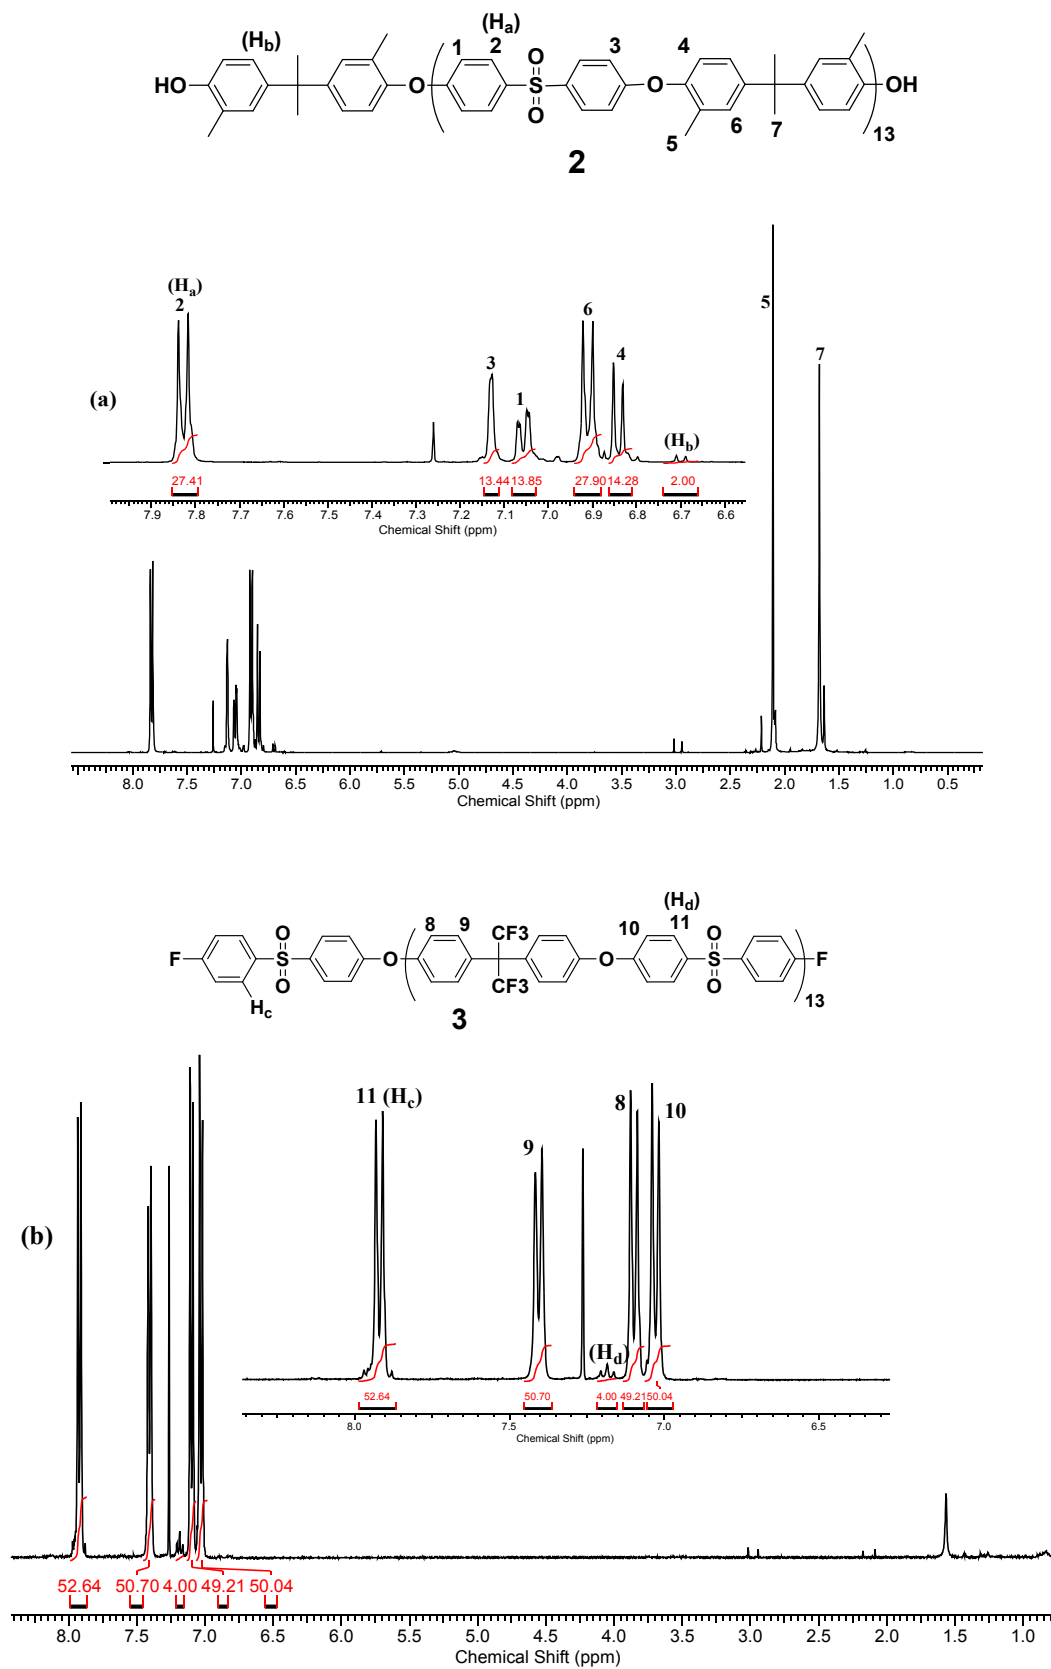 (Ha)
(Hb) 1 2 3 4
HO O S O O O OH
5 6 7 13
2
(a)
(Ha)
2 3 1 6 4 (Hb) 5 7
27.41 13.44 13.85 27.90 14.28 2.00
7.9 7.8 7.7 7.6 7.5 7.4 7.3 7.2 7.1 7.0 6.9 6.8 6.7 6.6
Chemical Shift (ppm)
8.0 7.5 7.0 6.5 6.0 5.5 5.0 4.5 4.0 3.5 3.0 2.5 2.0 1.5 1.0 0.5
Chemical Shift (ppm)
(Hd)
8 9 CF3 10 11
F O S O O CF3 O O S O F
Hc 13
3
(b)
11 (Hc) 9 (Hd) 8 10
52.64 50.70 4.00 49.21 50.04
8.0 7.5 7.0 6.5
Chemical Shift (ppm)
52.64 50.70 4.00 49.21 50.04
8.0 7.5 7.0 6.5 6.0 5.5 5.0 4.5 4.0 3.5 3.0 2.5 2.0 1.5 1.0
Chemical Shift (ppm)